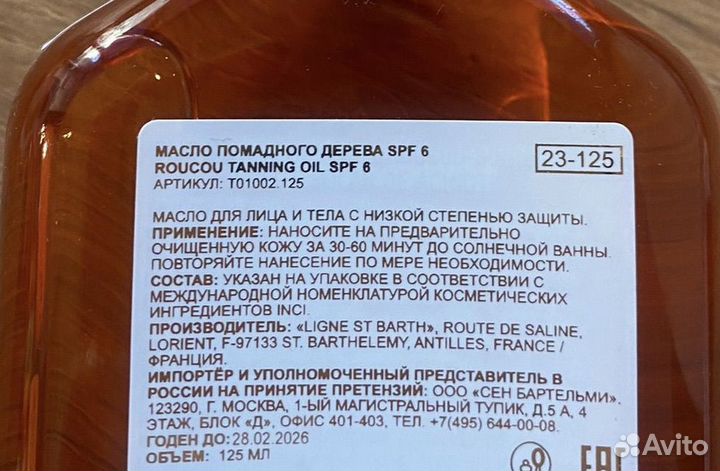 МАСЛО ПОМАДНОГО ДЕРЕВА SPF 6
ROUCOU TANNING OIL SPF 6
АРТИКУЛ: T01002.125
23-125
МАСЛО ДЛЯ ЛИЦА И ТЕЛА С НИЗКОЙ СТЕПЕНЬЮ ЗАЩИТЫ.
ПРИМЕНЕНИЕ: НАНОСИТЕ НА ПРЕДВАРИТЕЛЬНО
ОЧИЩЕННУЮ КОЖУ ЗА 30-60 МИНУТ ДО СОЛНЕЧНОЙ ВАННЫ.
ПОВТОРЯЙТЕ НАНЕСЕНИЕ ПО МЕРЕ НЕОБХОДИМОСТИ.
СОСТАВ: УКАЗАН НА УПАКОВКЕ В СООТВЕТСТВИИ С
МЕЖДУНАРОДНОЙ НОМЕНКЛАТУРОЙ КОСМЕТИЧЕСКИХ
ИНГРЕДИЕНТОВ INCI.
ПРОИЗВОДИТЕЛЬ: «LIGNE ST BARTH», ROUTE DE SALINE,
LORIENT, F-97133 ST. BARTHELEMY, ANTILLES, FRANCE /
ФРАНЦИЯ.
ИМПОРТЁР И УПОЛНОМОЧЕННЫЙ ПРЕДСТАВИТЕЛЬ В
РОССИИ НА ПРИНЯТИЕ ПРЕТЕНЗИЙ: ООО «СЕН БАРТЕЛЬМИ».
123290, Г. МОСКВА, 1-ЫЙ МАГИСТРАЛЬНЫЙ ТУПИК, Д.5 А, 4
ЭТАЖ, БЛОК «Д», ОФИС 401-403, ТЕЛ. +7(495) 644-00-08.
ГОДЕН ДО: 28.02.2026
ОБЪЕМ: 125 МЛ
EAC
Avito